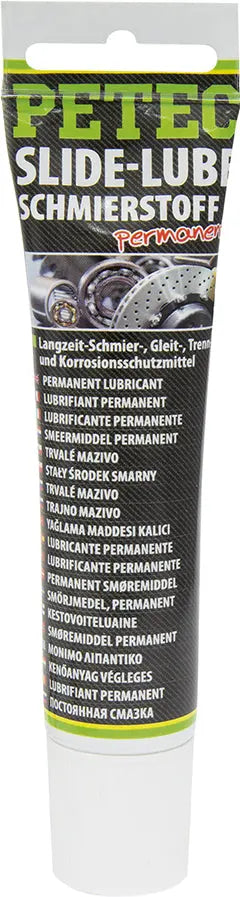 PETEC
SLIDE-LUBE
SCHMIERSTOFF
permanent
Langzeit-Schmier-, Gleit-, Trenn-
und Korrosionsschutzmittel
PERMANENT LUBRICANT
LUBRIFIANT PERMANENT
LUBRIFICANTE PERMANENTE
SMEERMIDDEL PERMANENT
TRVALÉ MAZIVO
STAŁY ŚRODEK SMARNY
TRVALÉ MAZIVO
TRAJNO MAZIVO
YAĞLAMA MADDESI KALICI
LUBRICANTE PERMANENTE
LUBRIFICANTE PERMANENTE
PERMANENT SMØREMIDDEL
SMÖRJMEDEL, PERMANENT
KESTOVOITELUAINE
SMØREMIDDEL PERMANENT
ΜΟΝΙΜΟ ΛΙΠΑΝΤΙΚΟ
KENŐANYAG VÉGLEGES
LUBRIFIANT PERMANENT
ПОСТОЯННАЯ СМАЗКА